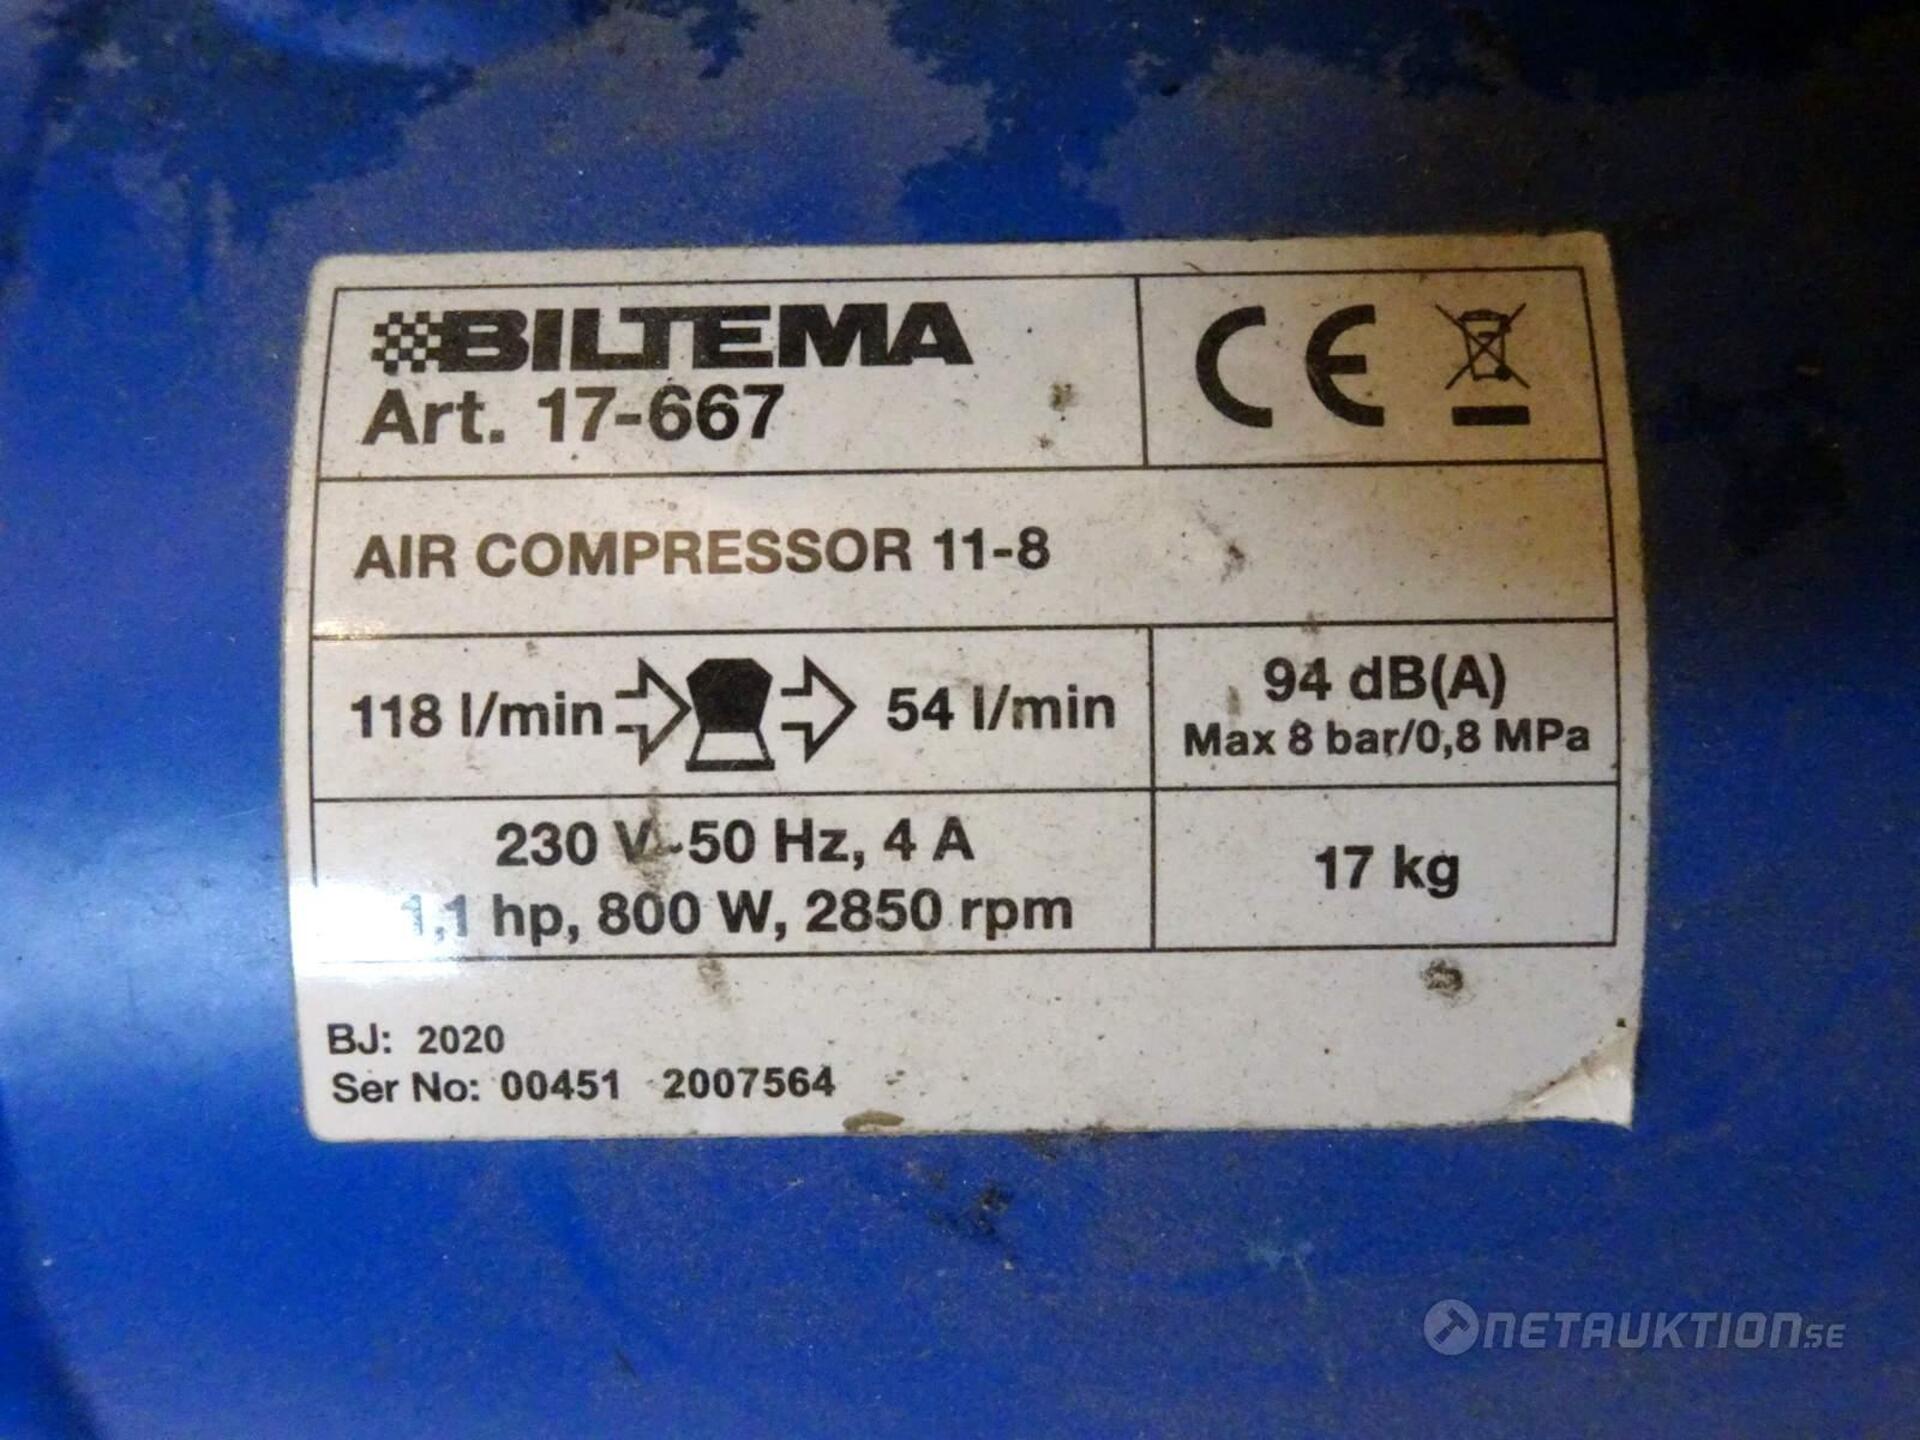 BILTEMA
Art. 17-667
CE
AIR COMPRESSOR 11-8
118 l/min 54 l/min
94 dB(A)
Max 8 bar/0,8 MPa
230 V~50 Hz, 4 A
1,1 hp, 800 W, 2850 rpm
17 kg
BJ: 2020
Ser No: 00451 2007564
NETAUKTION.SE